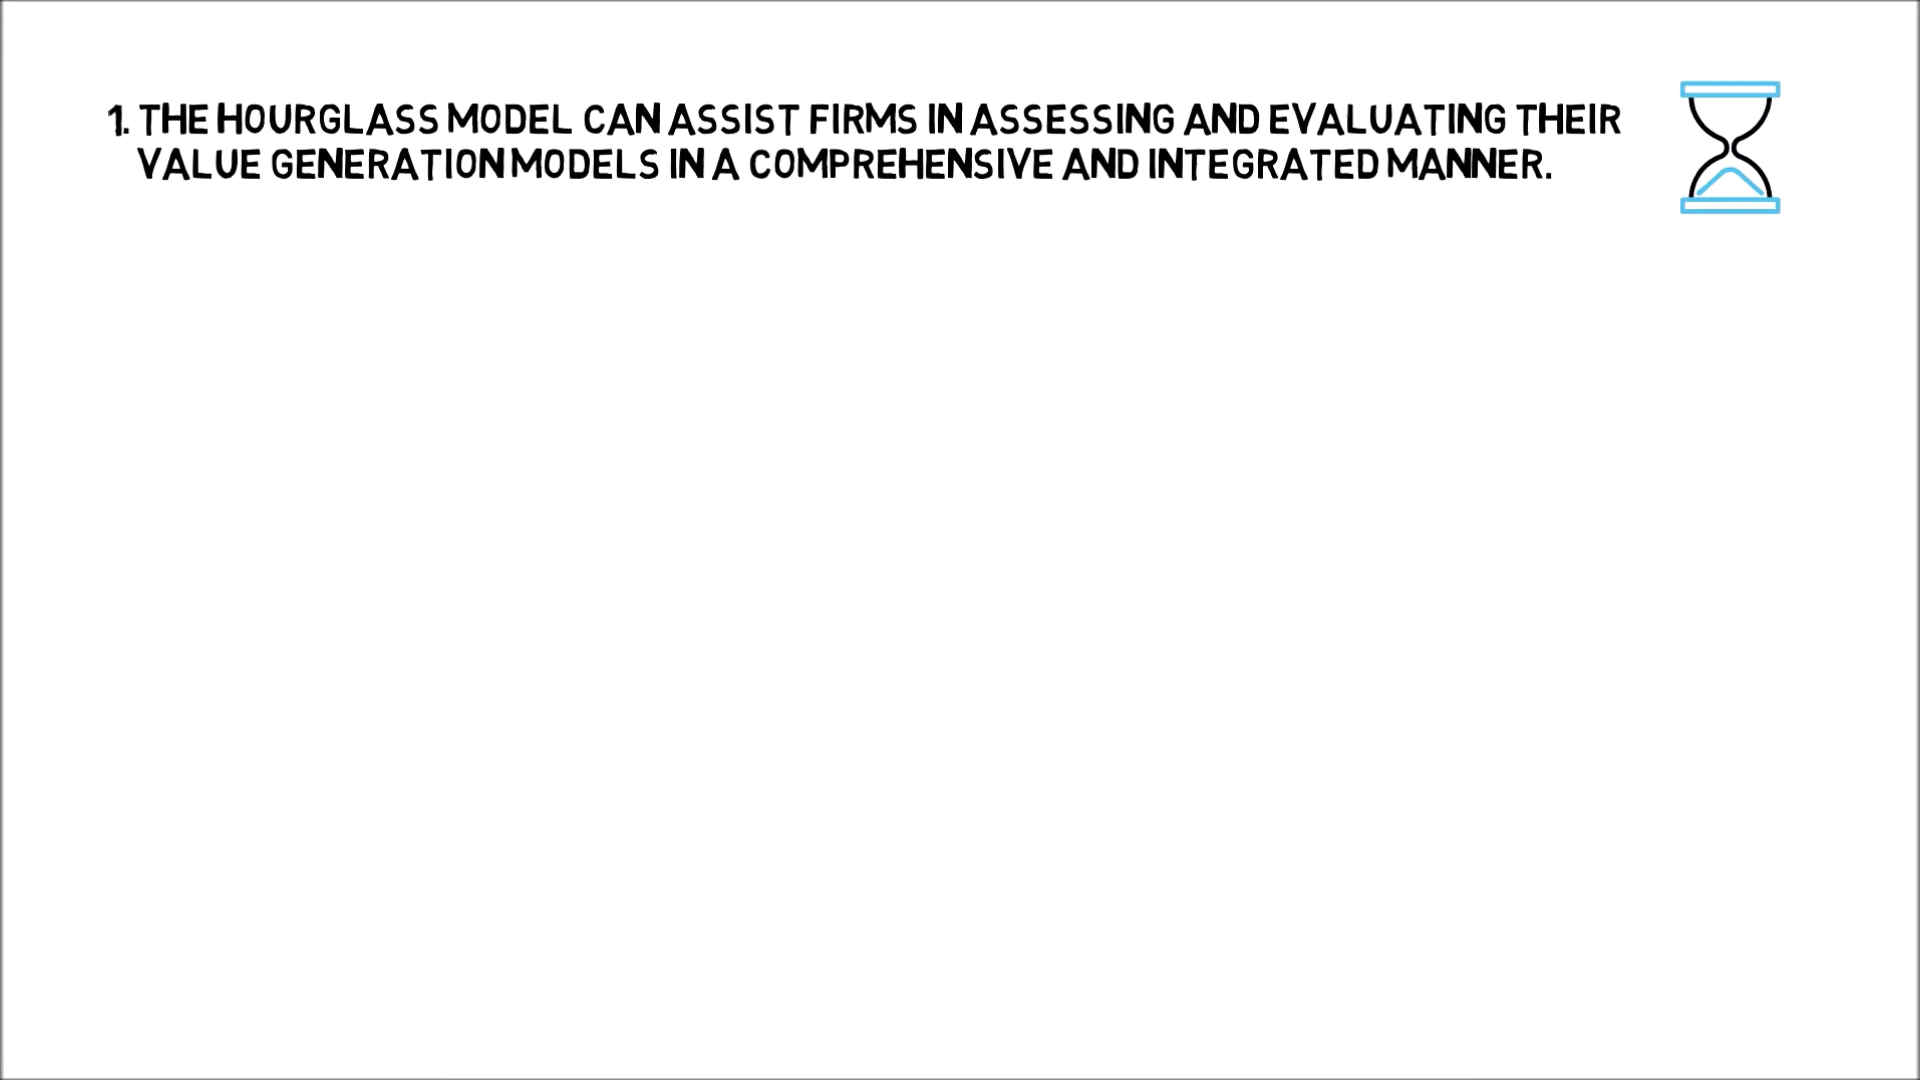 1. THE HOURGLASS MODEL CAN ASSIST FIRMS IN ASSESSING AND EVALUATING THEIR
VALUE GENERATION MODELS IN A COMPREHENSIVE AND INTEGRATED MANNER.